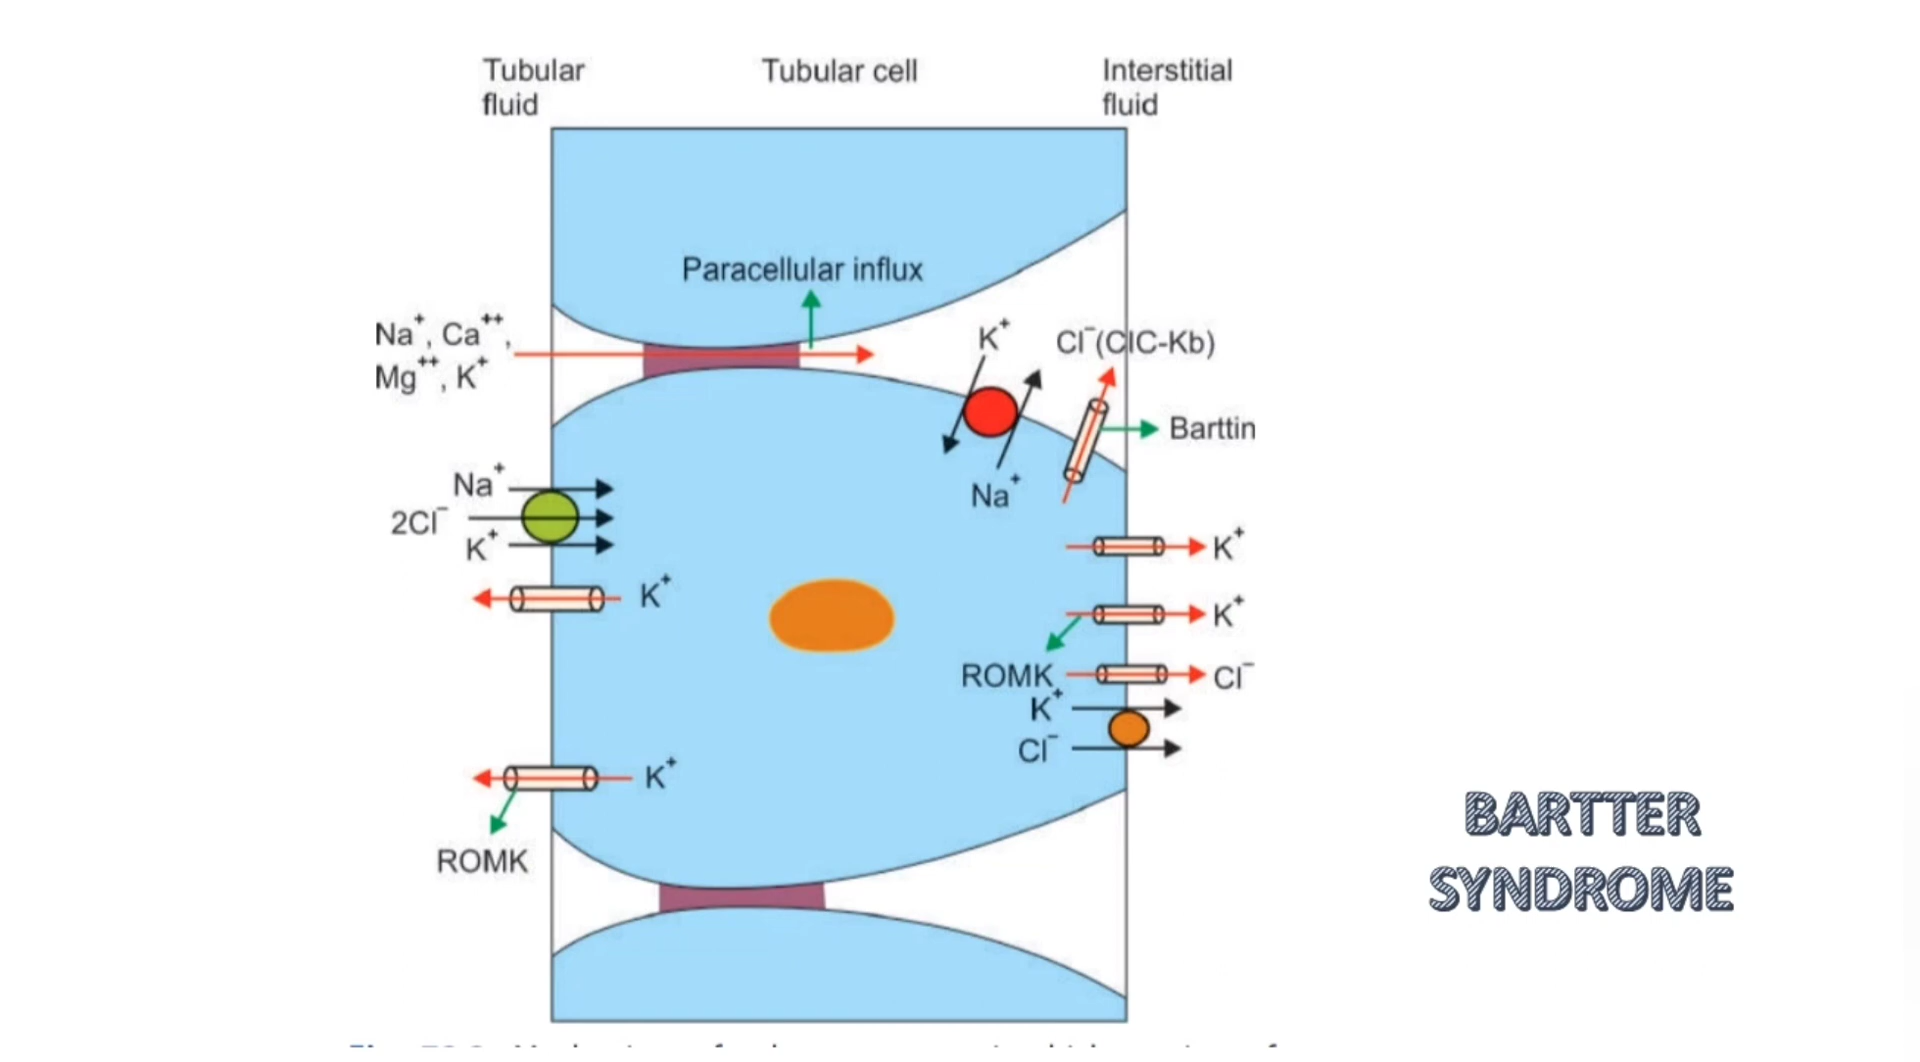 Tubular fluid
Tubular cell
Interstitial fluid
Paracellular influx
Na⁺, Ca⁺⁺,
Mg⁺⁺, K⁺
K⁺
Cl⁻(ClC-Kb)
Barttin
Na⁺
Na⁺
2Cl⁻
K⁺
K⁺
K⁺
K⁺
ROMK
Cl⁻
K⁺
Cl⁻
K⁺
ROMK
BARTTER
SYNDROME